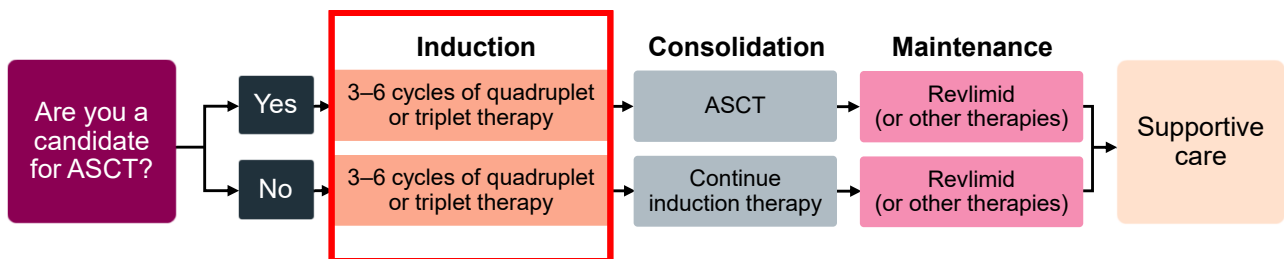 Induction
Consolidation
Maintenance
Are you a
candidate
for ASCT?
Yes
3–6 cycles of quadruplet
or triplet therapy
ASCT
Revlimid
(or other therapies)
No
3–6 cycles of quadruplet
or triplet therapy
Continue
induction therapy
Revlimid
(or other therapies)
Supportive
care